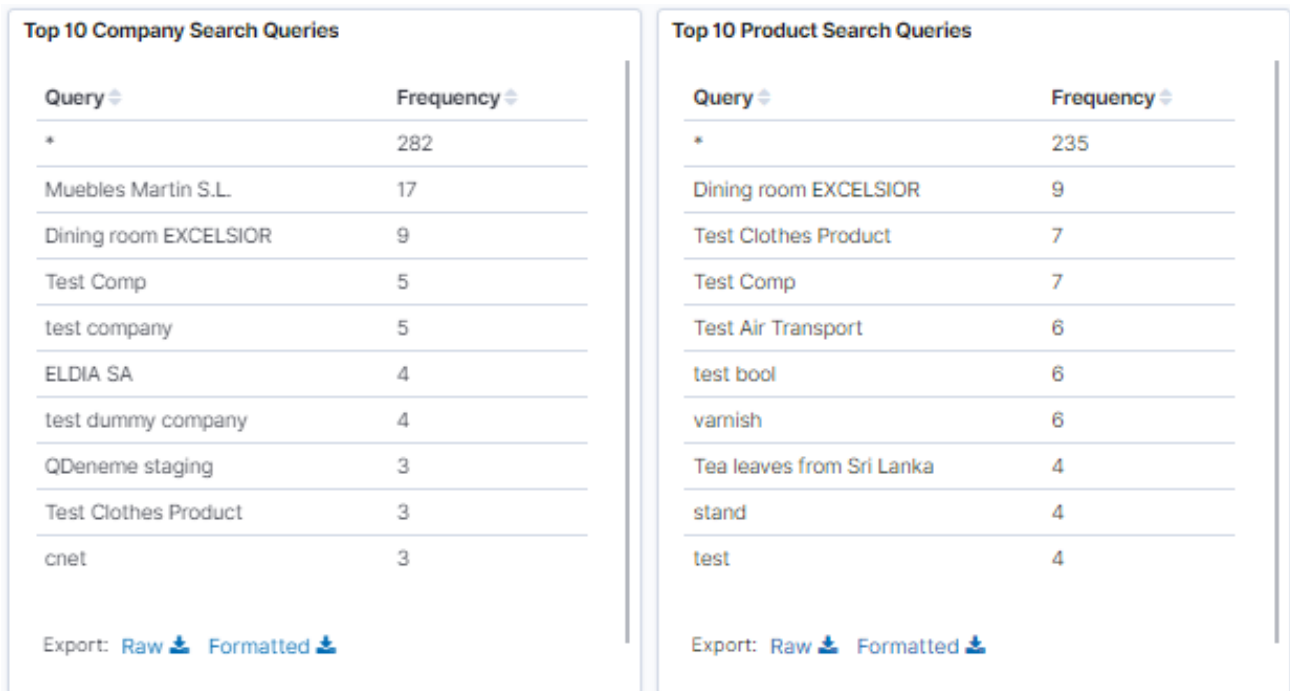 Top 10 Company Search Queries
Query Frequency
* 282
Muebles Martin S.L. 17
Dining room EXCELSIOR 9
Test Comp 5
test company 5
ELDIA SA 4
test dummy company 4
QDeneme staging 3
Test Clothes Product 3
cnet 3
Export: Raw Formatted
Top 10 Product Search Queries
Query Frequency
* 235
Dining room EXCELSIOR 9
Test Clothes Product 7
Test Comp 7
Test Air Transport 6
test bool 6
varnish 6
Tea leaves from Sri Lanka 4
stand 4
test 4
Export: Raw Formatted